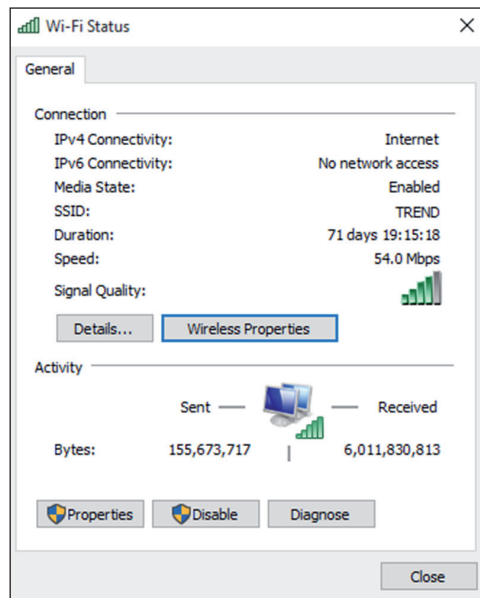 Wi-Fi Status
General
Connection
IPv4 Connectivity: Internet
IPv6 Connectivity: No network access
Media State: Enabled
SSID: TREND
Duration: 71 days 19:15:18
Speed: 54.0 Mbps
Signal Quality:
Details... Wireless Properties
Activity
Sent Received
Bytes: 155,673,717 6,011,830,813
Properties Disable Diagnose
Close